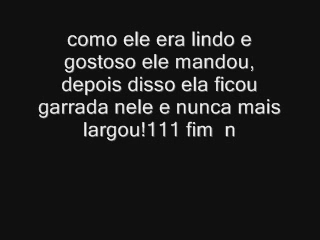 como ele era lindo e
gostoso ele mandou,
depois disso ela ficou
garrada nele e nunca mais
largou!111 fim  n